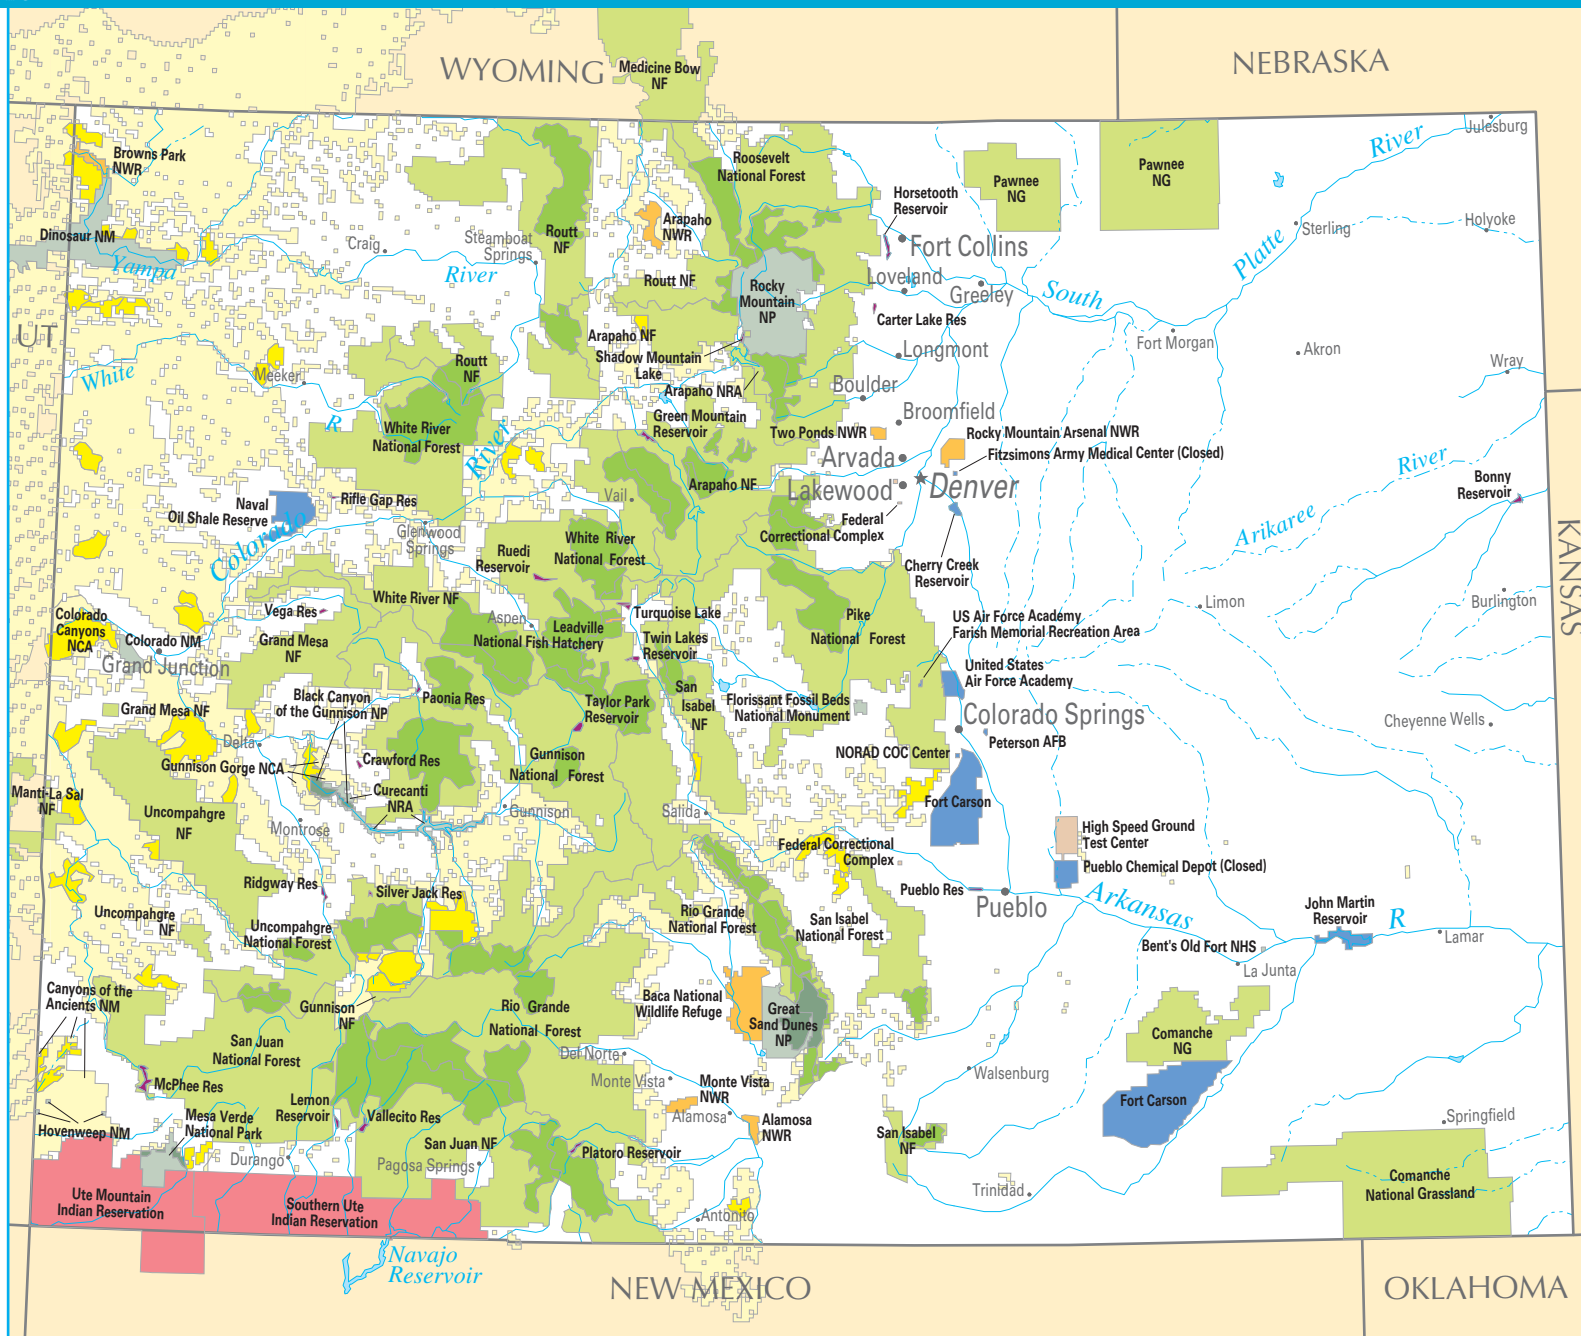 WYOMING
NEBRASKA
Medicine Bow
NF
Julesburg
River
Browns Park
NWR
Roosevelt
National Forest
Pawnee
NG
Pawnee
NG
Horsetooth
Reservoir
Dinosaur NM
Yampa
Craig
Steamboat
Springs
River
Routt
NF
Arapaho
NWR
Fort Collins
Sterling
Holyoke
Platte
Routt NF
Rocky
Mountain
NP
Loveland
Greeley
South
UT
Arapaho NF
Shadow Mountain
Lake
Carter Lake Res
Fort Morgan
Akron
Wray
White
Meeker
Routt
NF
Arapaho NRA
Longmont
Boulder
R
White River
National Forest
River
Green Mountain
Reservoir
Broomfield
Two Ponds NWR
Rocky Mountain Arsenal NWR
Fitzsimons Army Medical Center (Closed)
Arvada
Lakewood
Denver
River
Bonny
Reservoir
Naval
Oil Shale Reserve
Rifle Gap Res
Vail
Arapaho NF
Federal
Correctional Complex
Arikaree
KANSAS
Colorado
Glenwood
Springs
Ruedi
Reservoir
White River
National Forest
Cherry Creek
Reservoir
Colorado
Canyons
NCA
Vega Res
White River NF
Aspen
Leadville
National Fish Hatchery
Turquoise Lake
Twin Lakes
Reservoir
Pike
National Forest
US Air Force Academy
Farish Memorial Recreation Area
Limon
Burlington
Colorado NM
Grand Junction
Grand Mesa
NF
United States
Air Force Academy
Grand Mesa NF
Black Canyon
of the Gunnison NP
Paonia Res
Taylor Park
Reservoir
San
Isabel
NF
Florissant Fossil Beds
National Monument
Colorado Springs
Cheyenne Wells
Delta
Gunnison Gorge NCA
Crawford Res
Gunnison
National Forest
NORAD COC Center
Peterson AFB
Manti-La Sal
NF
Uncompahgre
NF
Curecanti
NRA
Montrose
Gunnison
Salida
Fort Carson
High Speed Ground
Test Center
Federal Correctional
Complex
Pueblo Chemical Depot (Closed)
Ridgway Res
Silver Jack Res
Pueblo Res
Pueblo
Arkansas
John Martin
Reservoir
R
Uncompahgre
NF
Uncompahgre
National Forest
Rio Grande
National Forest
San Isabel
National Forest
Bent's Old Fort NHS
La Junta
Lamar
Canyons of the
Ancients NM
Gunnison
NF
Rio Grande
National Forest
Baca National
Wildlife Refuge
Great
Sand Dunes
NP
Comanche
NG
San Juan
National Forest
Del Norte
McPhee Res
Monte Vista
Monte Vista
NWR
Walsenburg
Lemon
Reservoir
Vallecito Res
Fort Carson
Mesa Verde
National Park
Alamosa
Alamosa
NWR
Springfield
Hovenweep NM
San Juan NF
Platoro Reservoir
San Isabel
NF
Durango
Pagosa Springs
Comanche
National Grassland
Ute Mountain
Indian Reservation
Southern Ute
Indian Reservation
Trinidad
Antonito
Navajo
Reservoir
NEW MEXICO
OKLAHOMA